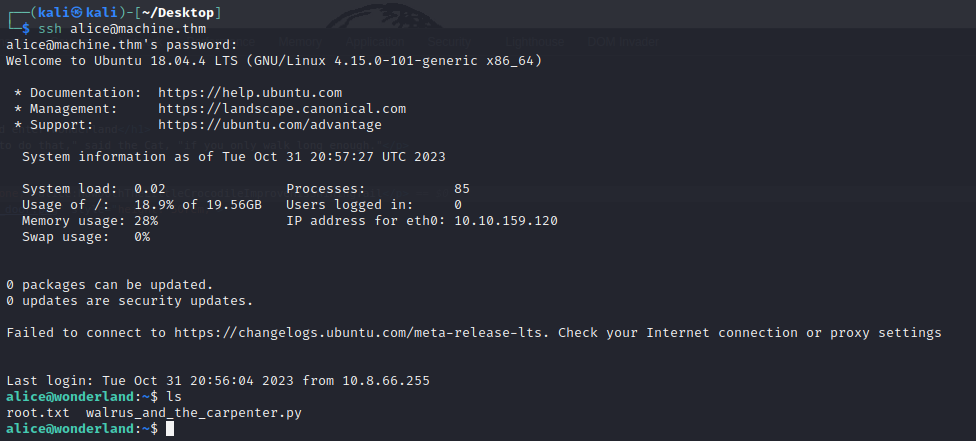 ┌──(kali㉿kali)-[~/Desktop]
└─$ ssh alice@machine.thm
alice@machine.thm's password:
Welcome to Ubuntu 18.04.4 LTS (GNU/Linux 4.15.0-101-generic x86_64)
* Documentation:  https://help.ubuntu.com
* Management:     https://landscape.canonical.com
* Support:        https://ubuntu.com/advantage
System information as of Tue Oct 31 20:57:27 UTC 2023
System load:  0.02               Processes:           85
Usage of /:   18.9% of 19.56GB   Users logged in:     0
Memory usage: 28%                IP address for eth0: 10.10.159.120
Swap usage:   0%
0 packages can be updated.
0 updates are security updates.
Failed to connect to https://changelogs.ubuntu.com/meta-release-lts. Check your Internet connection or proxy settings
Last login: Tue Oct 31 20:56:04 2023 from 10.8.66.255
alice@wonderland:~$ ls
root.txt  walrus_and_the_carpenter.py
alice@wonderland:~$